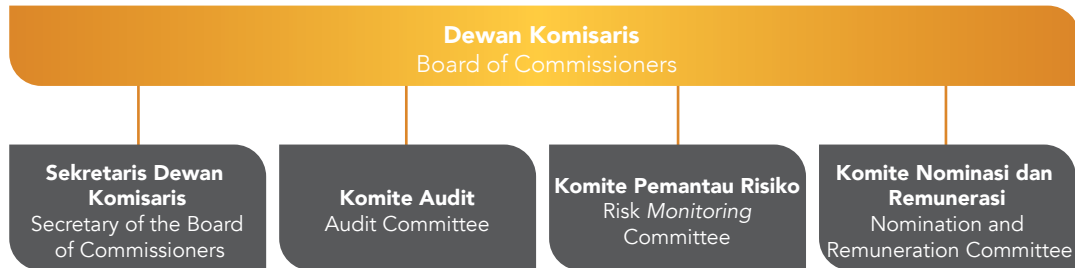 Dewan Komisaris
Board of Commissioners
Sekretaris Dewan
Komisaris
Secretary of the Board
of Commissioners
Komite Audit
Audit Committee
Komite Pemantau Risiko
Risk Monitoring
Committee
Komite Nominasi dan
Remunerasi
Nomination and
Remuneration Committee